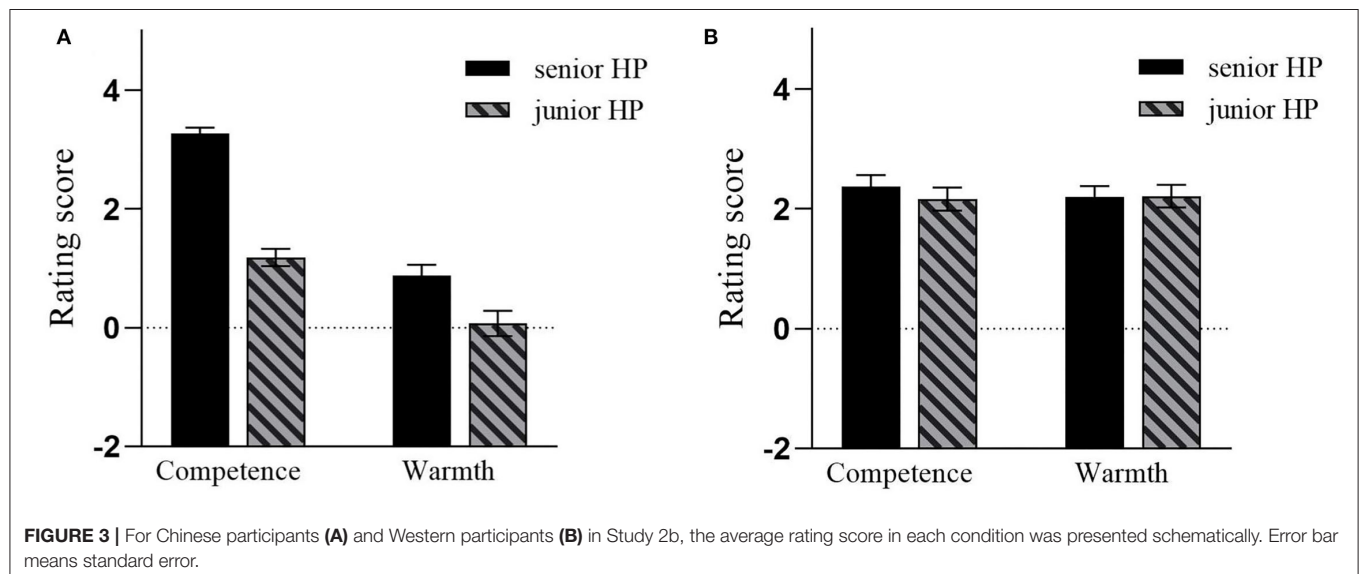 A
senior HP
junior HP
Rating score
4
2
0
-2
Competence Warmth
B
senior HP
junior HP
Rating score
4
2
0
-2
Competence Warmth
FIGURE 3 | For Chinese participants (A) and Western participants (B) in Study 2b, the average rating score in each condition was presented schematically. Error bar
means standard error.